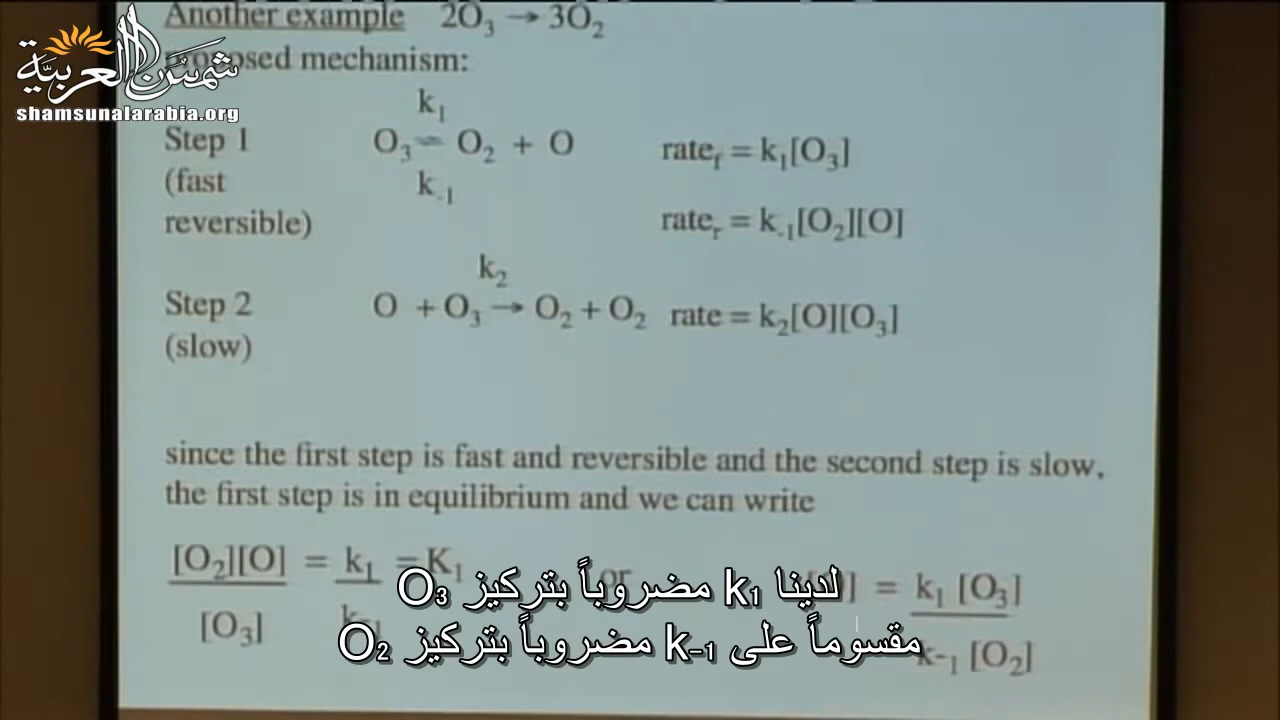 Another example 2O₃ → 3O₂
شمس العربية
shamsunalarabia.org
mechanism:
k₁
Step 1 O₃ ⇌ O₂ + O rate_f = k₁[O₃]
(fast k₋₁
reversible) rate_r = k₋₁[O₂][O]
k₂
Step 2 O + O₃ → O₂ + O₂ rate = k₂[O][O₃]
(slow)
since the first step is fast and reversible and the second step is slow,
the first step is in equilibrium and we can write
[O₂][O] = k₁ = K₁ or = k₁ [O₃]
[O₃] k₋₁ k₋₁ [O₂]
لدينا k₁ مضروباً بتركيز O₃
مقسوماً على k₋₁ مضروباً بتركيز O₂